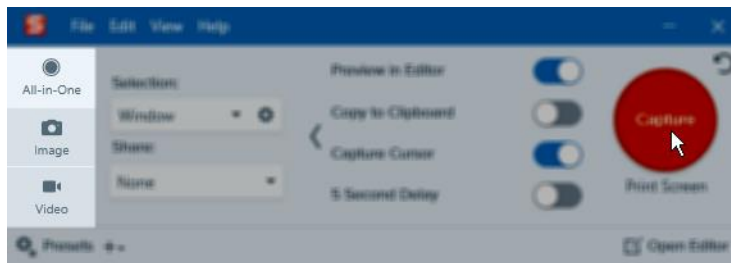 File Edit View Help
All-in-One
Image
Video
Selection:
Window
Share:
None
Preview in Editor
Copy to Clipboard
Capture Cursor
5 Second Delay
Capture
Print Screen
Presets
Open Editor